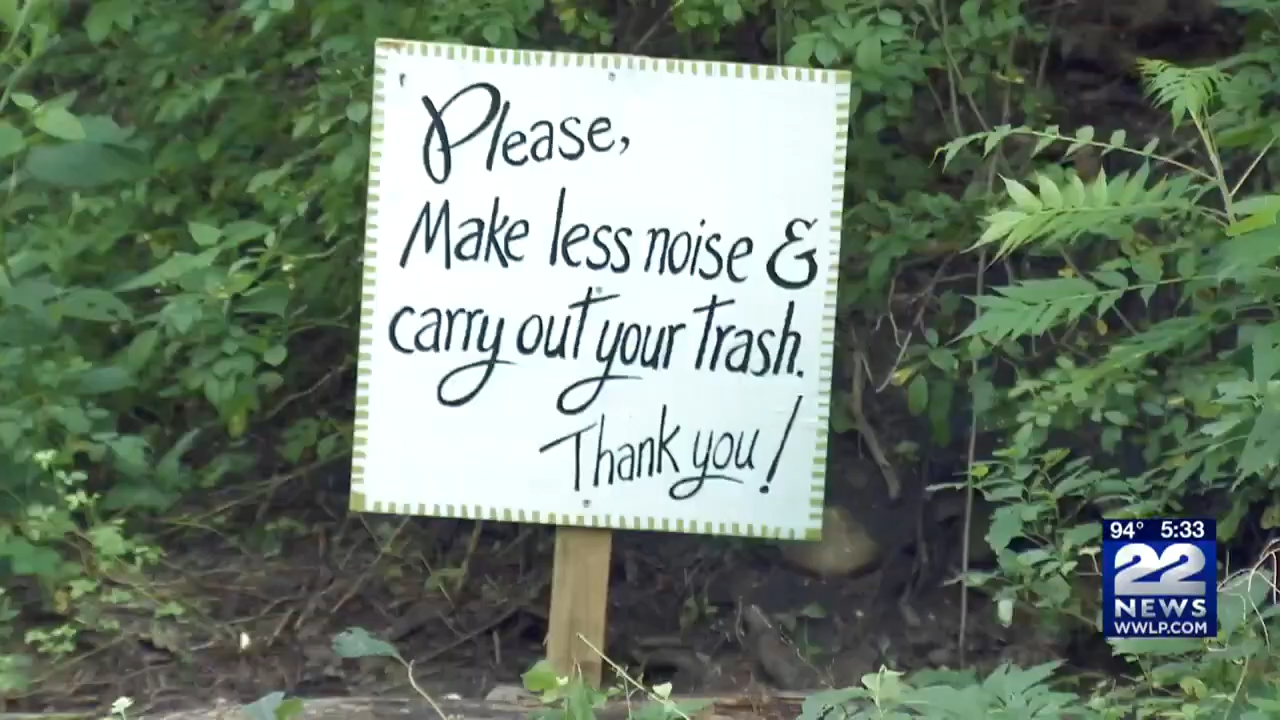 Please,
Make less noise &
carry out your trash.
Thank you!
94° 5:33
22
NEWS
WWLP.COM